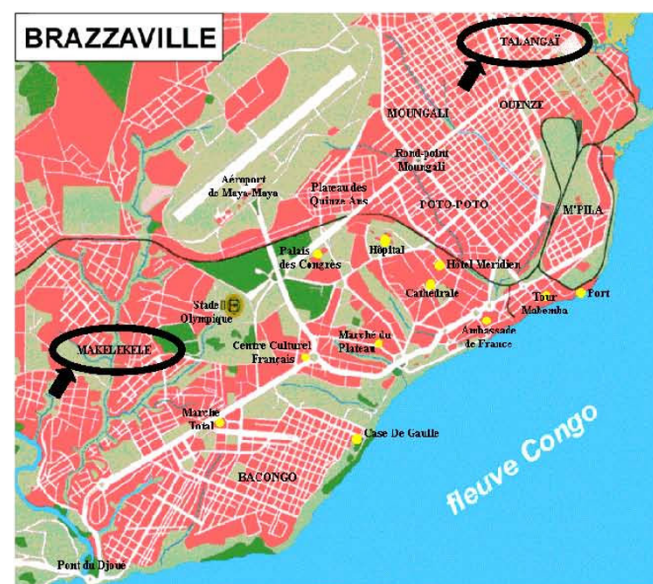 BRAZZAVILLE
TALANGAÏ
MOUNGALI
OUENZE
Rond-point
Moungali
Aéroport
de Maya-Maya
Plateau des
Quinze Ans
POTO-POTO
M'PILA
Palais
des Congrès
Hôpital
Hôtel Meridien
Cathédrale
Stade
Olympique
Tour
Mabemba
Port
Ambassade
de France
MAKELEKELE
Centre Culturel
Français
Marché du
Plateau
Marché
Total
Case De Gaulle
BACONGO
fleuve Congo
Pont du Djoué